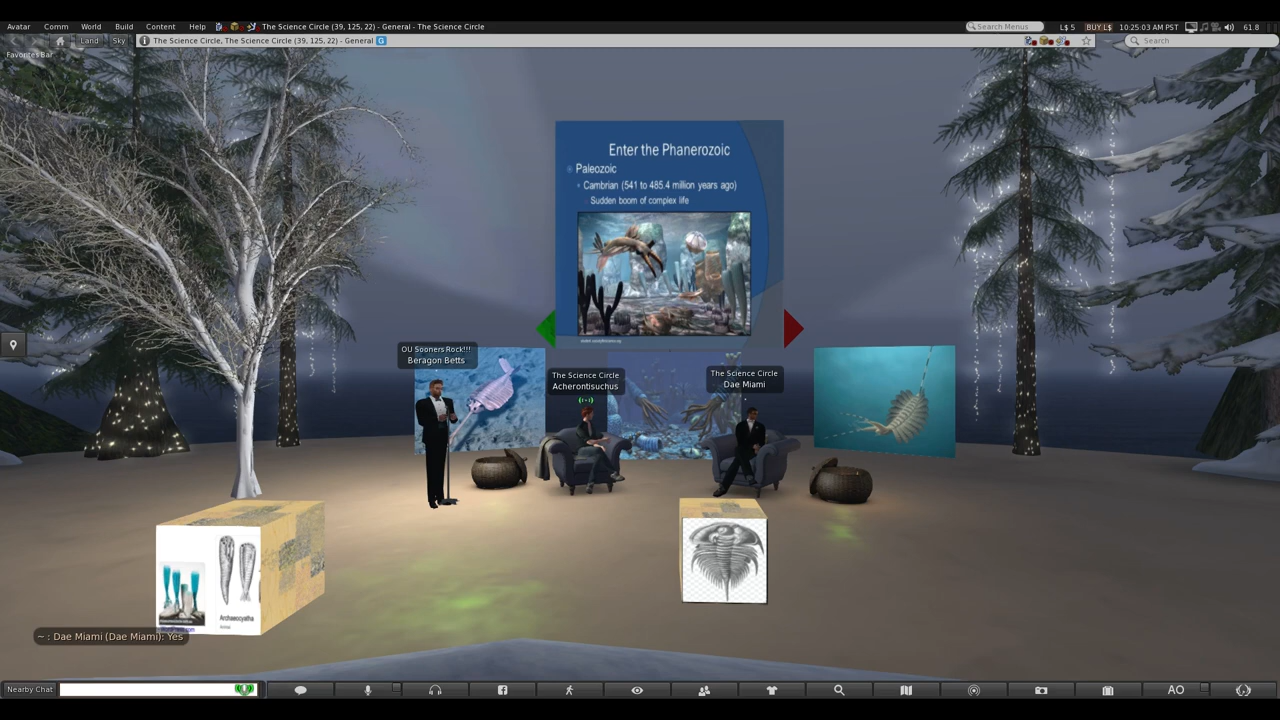 Avatar Comm World Build Content Help The Science Circle (39, 125, 22) - General - The Science Circle
Search Menus L$ 5 BUY L$ 10:25:03 AM PST 61.8
Land Sky The Science Circle, The Science Circle (39, 125, 22) - General G
Search
Favorites Bar
Enter the Phanerozoic
Paleozoic
Cambrian (541 to 485.4 million years ago)
Sudden boom of complex life
OU Sooners Rock!!!
Beragon Betts
The Science Circle
Acherontisuchus
The Science Circle
Dae Miami
Archaeocyatha
~ : Dae Miami (Dae Miami): Yes
Nearby Chat
AO